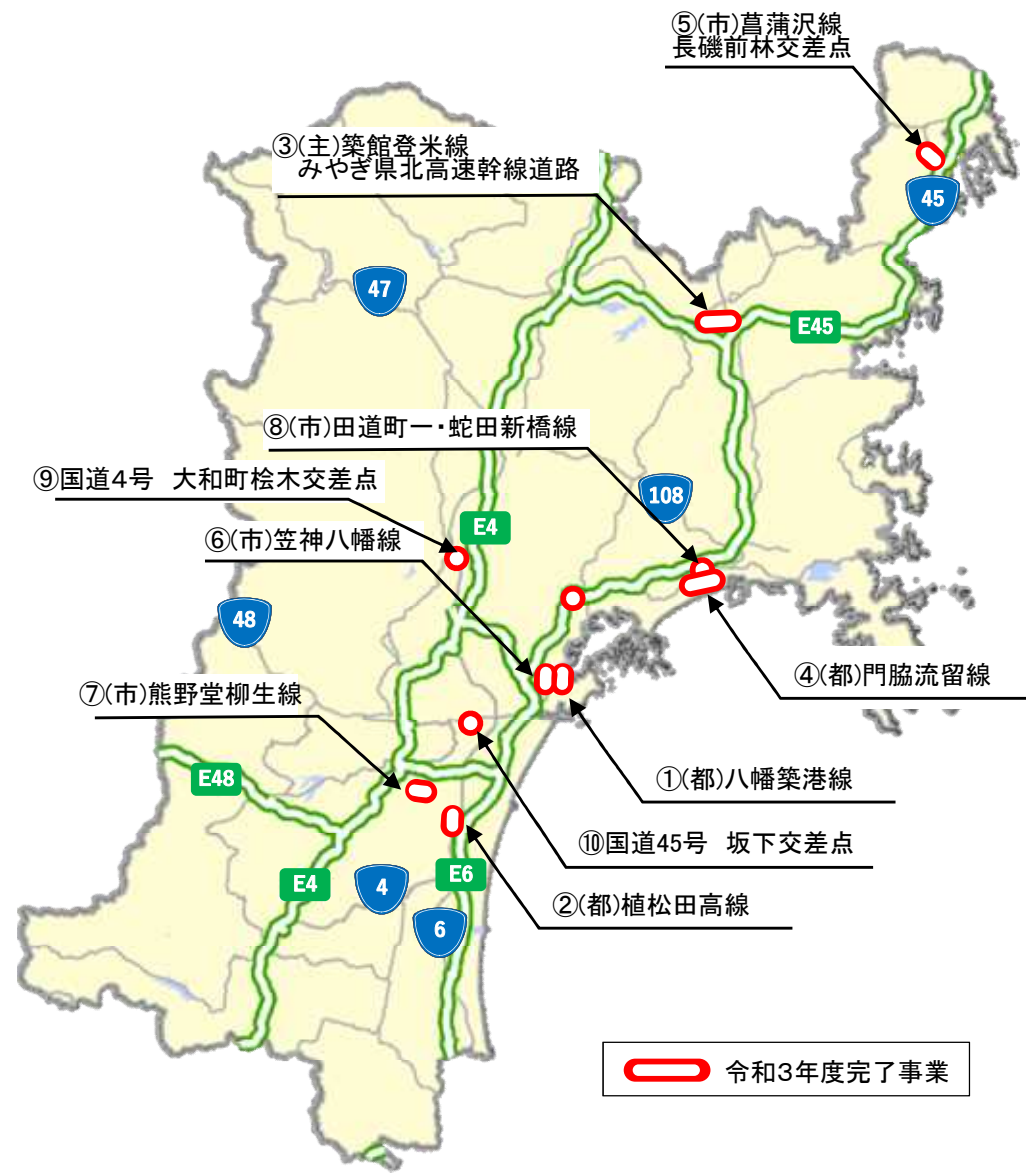 ⑤(市)菖蒲沢線
長磯前林交差点
③(主)築館登米線
みやぎ県北高速幹線道路
45
47
E45
⑧(市)田道町一・蛇田新橋線
⑨国道4号 大和町桧木交差点
108
E4
⑥(市)笠神八幡線
48
④(都)門脇流留線
⑦(市)熊野堂柳生線
E48
①(都)八幡築港線
⑩国道45号 坂下交差点
E4
4
E6
②(都)植松田高線
6
令和3年度完了事業